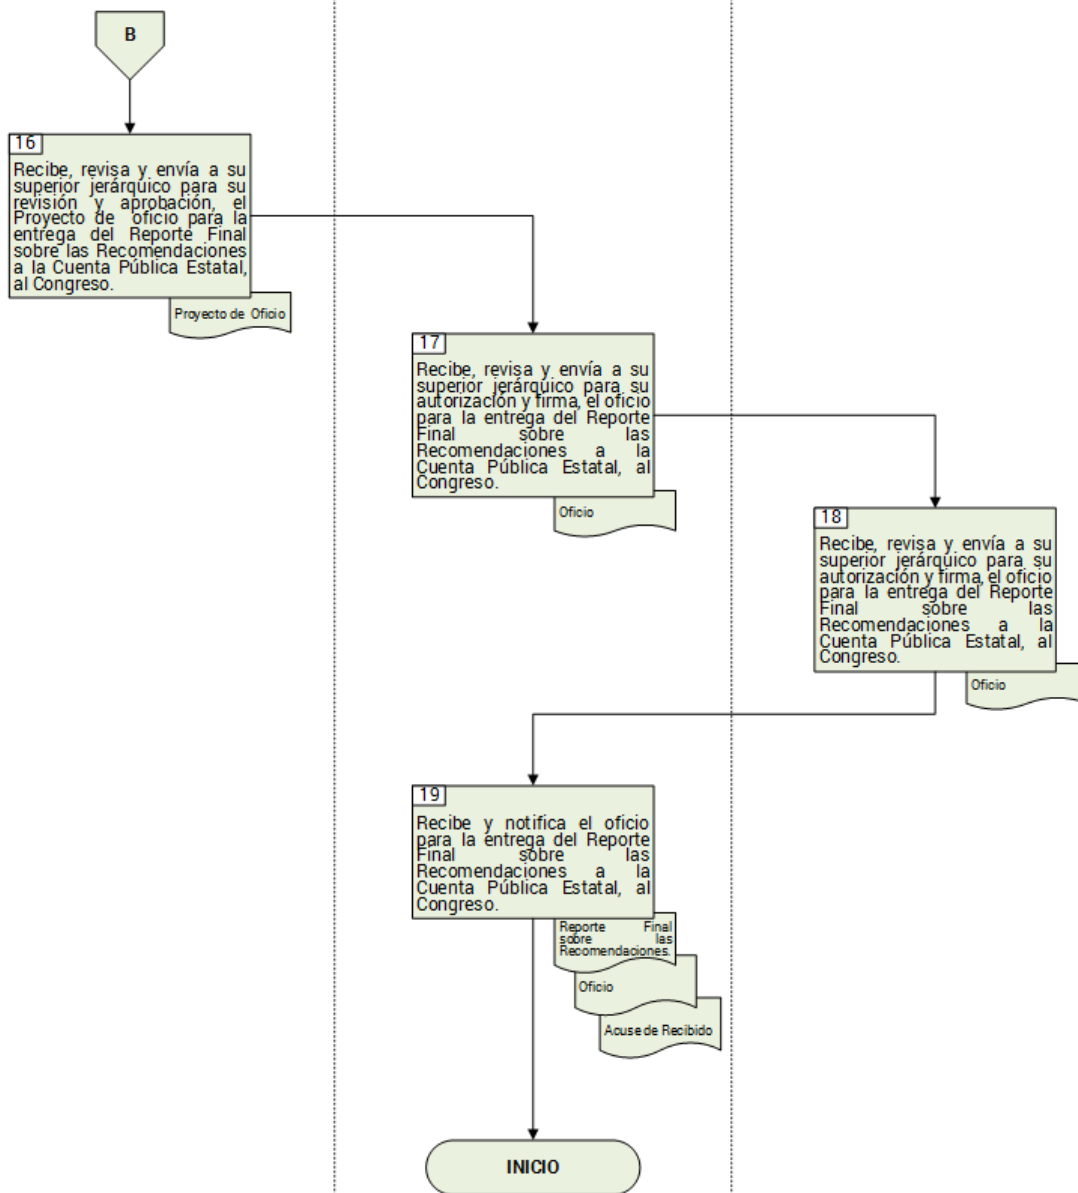 B
16
Recibe, revisa y envía a su
superior jerárquico para su
revisión y aprobación, el
Proyecto de oficio para la
entrega del Reporte Final
sobre las Recomendaciones
a la Cuenta Pública Estatal,
al Congreso.
Proyecto de Oficio
17
Recibe, revisa y envía a su
superior jerárquico para su
autorización y firma, el oficio
para la entrega del Reporte
Final sobre las
Recomendaciones a la
Cuenta Pública Estatal, al
Congreso.
Oficio
18
Recibe, revisa y envía a su
superior jerárquico para su
autorización y firma, el oficio
para la entrega del Reporte
Final sobre las
Recomendaciones a la
Cuenta Pública Estatal, al
Congreso.
Oficio
19
Recibe y notifica el oficio
para la entrega del Reporte
Final sobre las
Recomendaciones a la
Cuenta Pública Estatal, al
Congreso.
Reporte Final
sobre las
Recomendaciones.
Oficio
Acuse de Recibido
INICIO